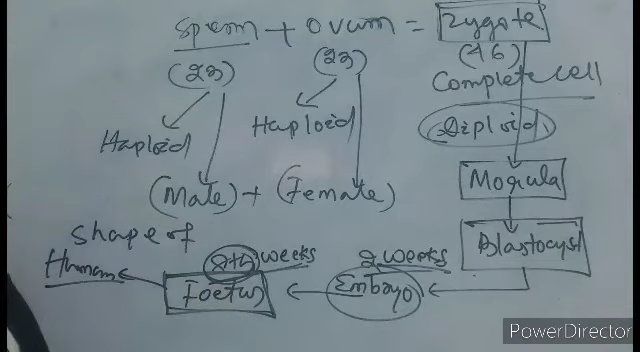 Sperm + Ovum = Zygote
(23) (23) (46)
Complete cell
Haploid Haploid (Diploid)
(Male) + (Female) Morula
Shape of
Human 8th weeks 2 weeks Blastocyst
Foetus Embryo
PowerDirector